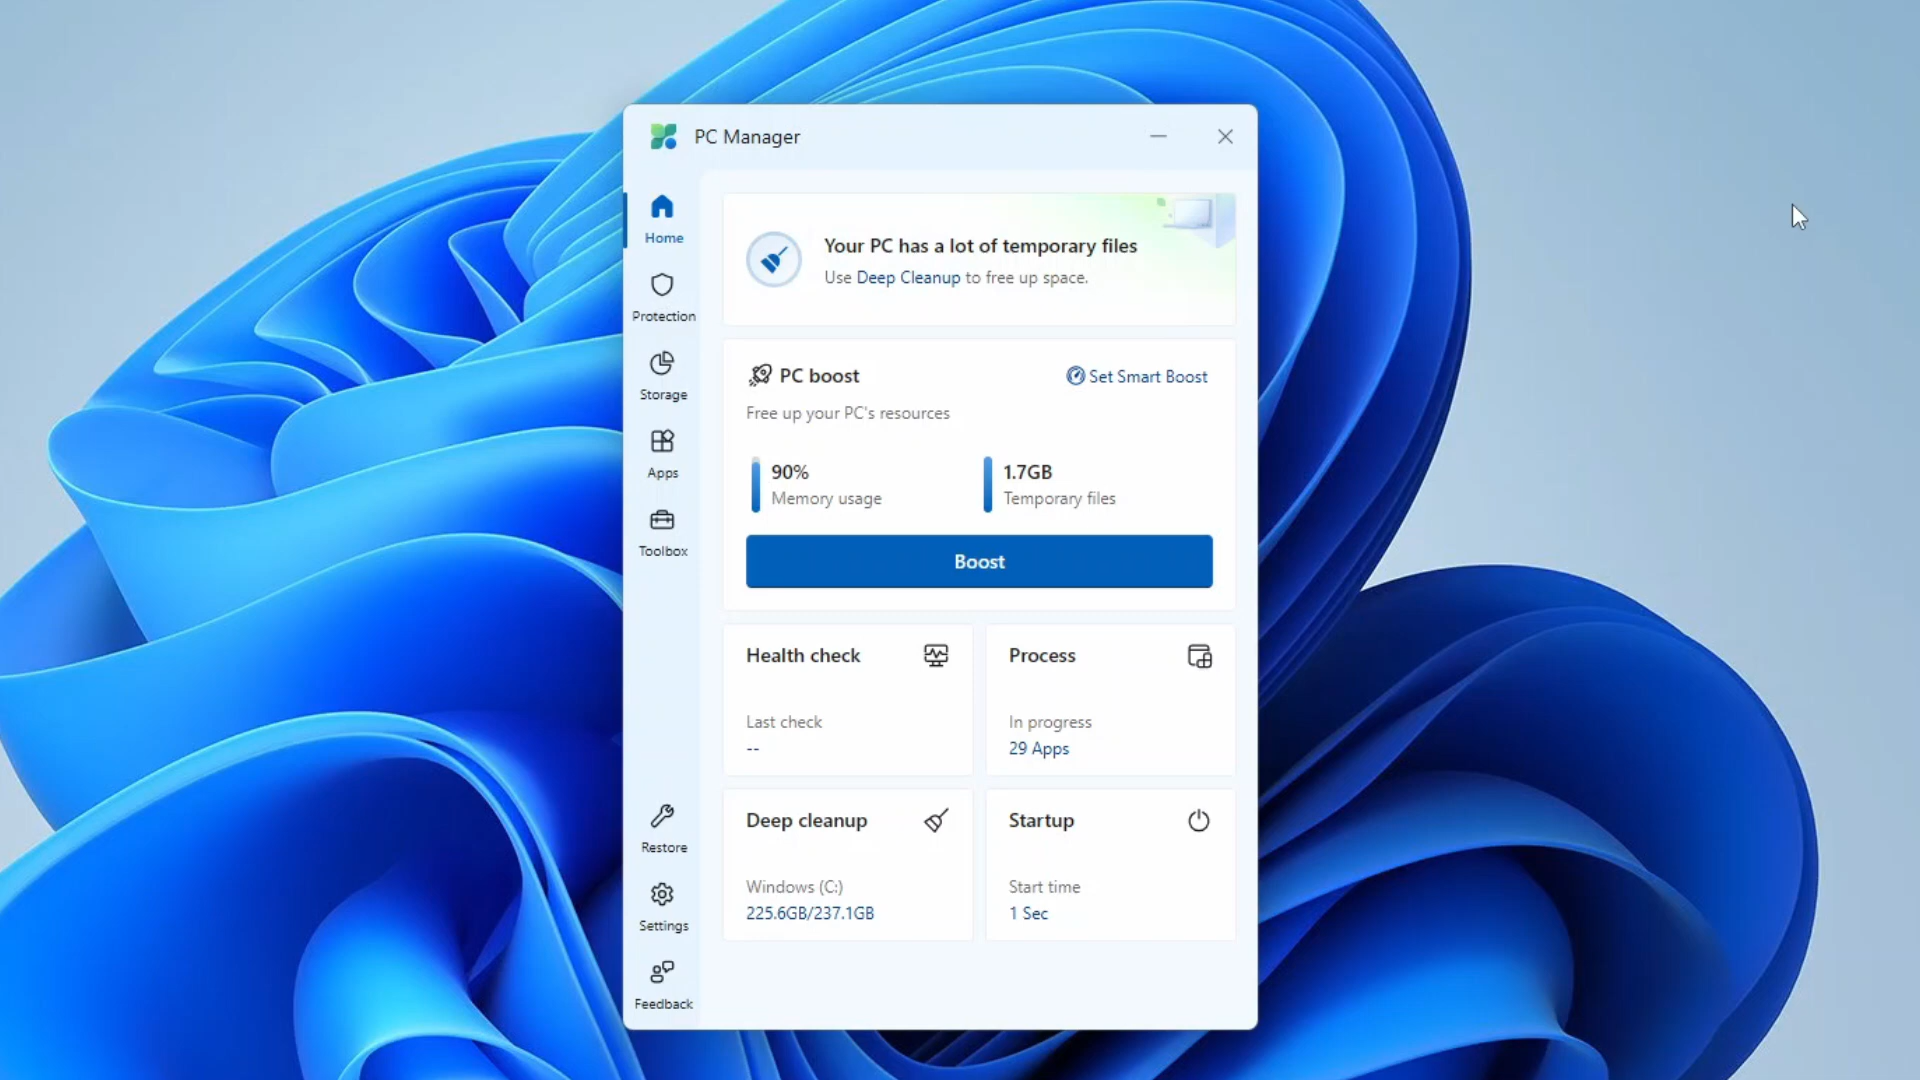 PC Manager
Home
Protection
Storage
Apps
Toolbox
Restore
Settings
Feedback
Your PC has a lot of temporary files
Use Deep Cleanup to free up space.
PC boost
Set Smart Boost
Free up your PC's resources
90%
Memory usage
1.7GB
Temporary files
Boost
Health check
Last check
--
Process
In progress
29 Apps
Deep cleanup
Windows (C:)
225.6GB/237.1GB
Startup
Start time
1 Sec